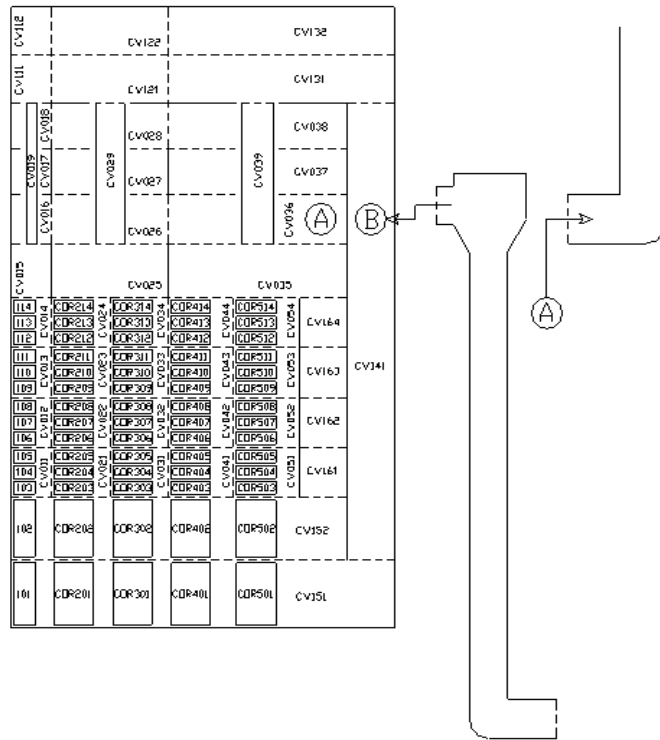 CV112 CV122 CV132
CV111 CV121 CV131
CV018 CV028 CV038
CV019 CV017 CV029 CV027 CV039 CV037
CV016 CV026 CV036 A B
A
CV015 CV025 CV035
114 CV014 COR214 CV024 COR314 CV034 COR414 CV044 COR514 CV054
113 COR213 COR313 COR413 COR513 CV164
112 COR212 COR312 COR412 COR512
111 CV013 COR211 CV023 COR311 CV033 COR411 CV043 COR511 CV053
110 COR210 COR310 COR410 COR510 CV163 CV141
109 COR209 COR309 COR409 COR509
108 CV012 COR208 CV022 COR308 CV032 COR408 CV042 COR508 CV052
107 COR207 COR307 COR407 COR507 CV162
106 COR206 COR306 COR406 COR506
105 CV011 COR205 CV021 COR305 CV031 COR405 CV041 COR505 CV051
104 COR204 COR304 COR404 COR504 CV161
103 COR203 COR303 COR403 COR503
102 COR202 COR302 COR402 COR502 CV152
101 COR201 COR301 COR401 COR501 CV151